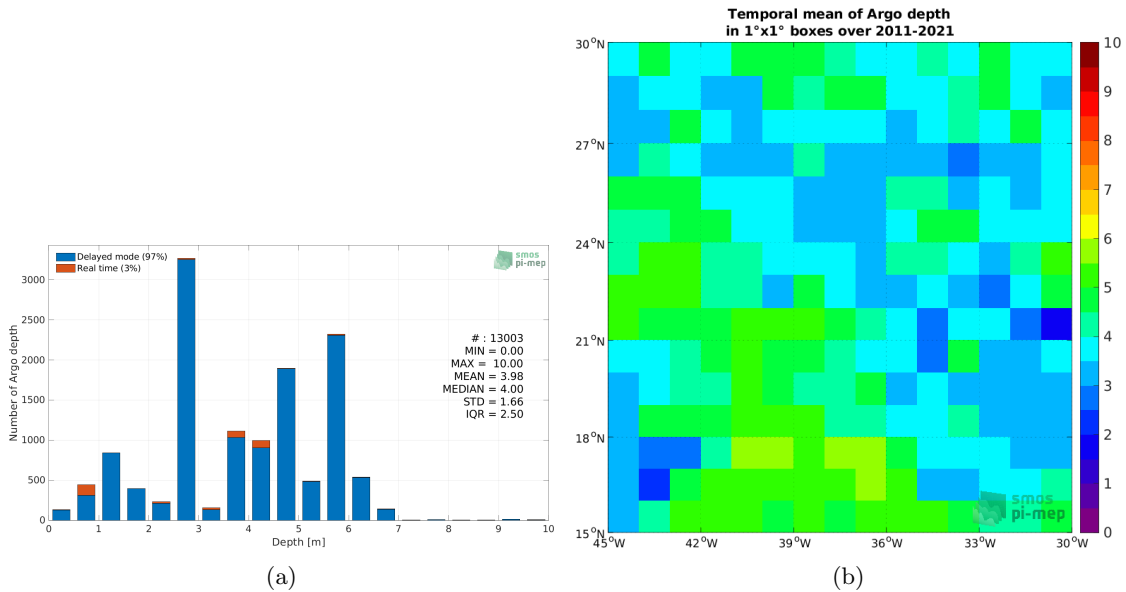 Delayed mode (97%)
Real time (3%)
smos
pi-mep
# : 13003
MIN = 0.00
MAX = 10.00
MEAN = 3.98
MEDIAN = 4.00
STD = 1.66
IQR = 2.50
Number of Argo depth
3000
2500
2000
1500
1000
500
0
0 1 2 3 4 5 6 7 8 9 10
Depth [m]
(a)
Temporal mean of Argo depth
in 1°x1° boxes over 2011-2021
30°N
27°N
24°N
21°N
18°N
15°N
45°W 42°W 39°W 36°W 33°W 30°W
smos
pi-mep
10
9
8
7
6
5
4
3
2
1
0
(b)